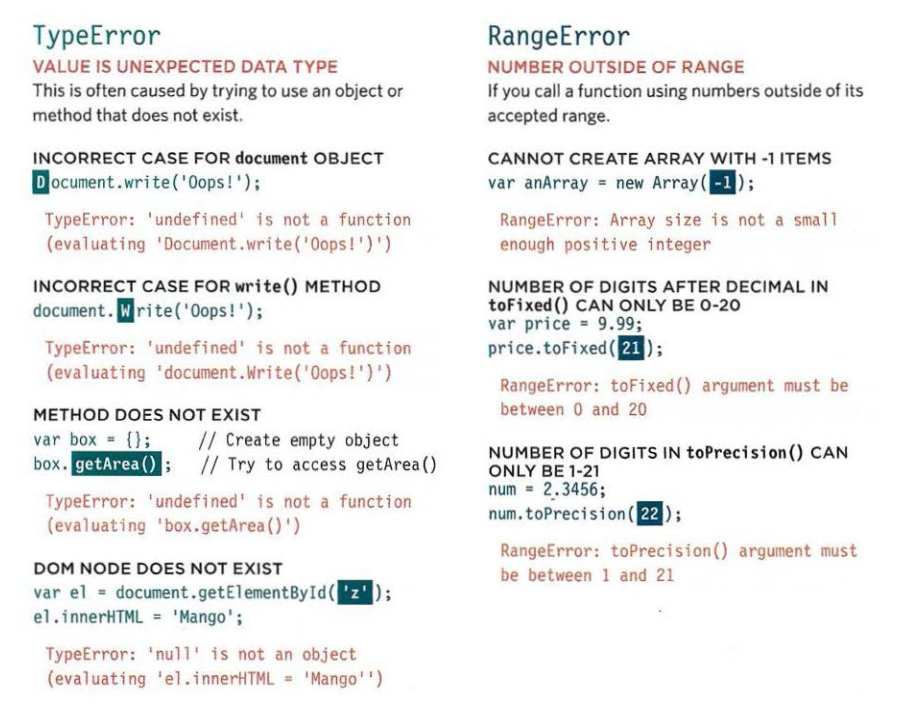 TypeError
VALUE IS UNEXPECTED DATA TYPE
This is often caused by trying to use an object or
method that does not exist.
INCORRECT CASE FOR document OBJECT
Document.write('Oops!');
TypeError: 'undefined' is not a function
(evaluating 'Document.write('Oops!')')
INCORRECT CASE FOR write() METHOD
document.Write('Oops!');
TypeError: 'undefined' is not a function
(evaluating 'document.Write('Oops!')')
METHOD DOES NOT EXIST
var box = {}; // Create empty object
box.getArea(); // Try to access getArea()
TypeError: 'undefined' is not a function
(evaluating 'box.getArea()')
DOM NODE DOES NOT EXIST
var el = document.getElementById('z');
el.innerHTML = 'Mango';
TypeError: 'null' is not an object
(evaluating 'el.innerHTML = 'Mango'')
RangeError
NUMBER OUTSIDE OF RANGE
If you call a function using numbers outside of its
accepted range.
CANNOT CREATE ARRAY WITH -1 ITEMS
var anArray = new Array(-1);
RangeError: Array size is not a small
enough positive integer
NUMBER OF DIGITS AFTER DECIMAL IN
toFixed() CAN ONLY BE 0-20
var price = 9.99;
price.toFixed(21);
RangeError: toFixed() argument must be
between 0 and 20
NUMBER OF DIGITS IN toPrecision() CAN
ONLY BE 1-21
num = 2.3456;
num.toPrecision(22);
RangeError: toPrecision() argument must
be between 1 and 21